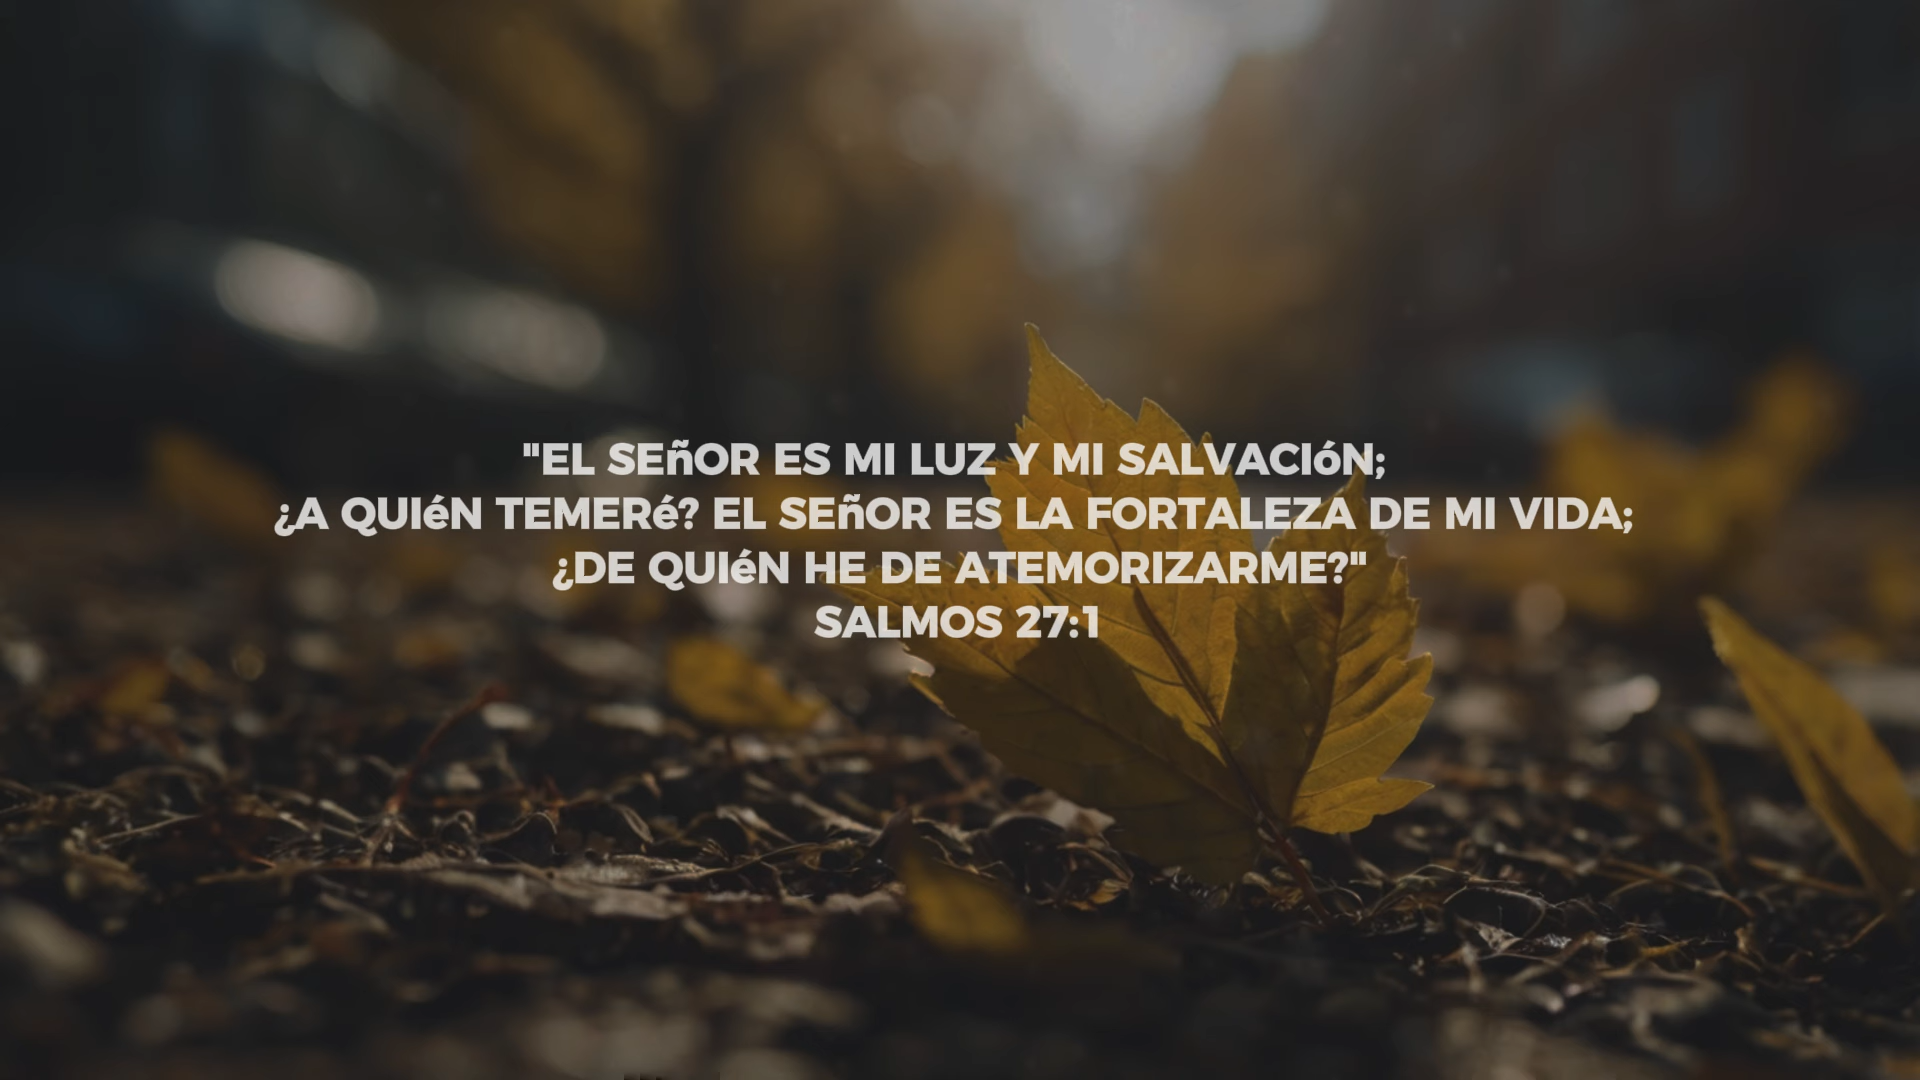 "EL SEñOR ES MI LUZ Y MI SALVACIóN;
¿A QUIéN TEMERé? EL SEñOR ES LA FORTALEZA DE MI VIDA;
¿DE QUIéN HE DE ATEMORIZARME?"
SALMOS 27:1